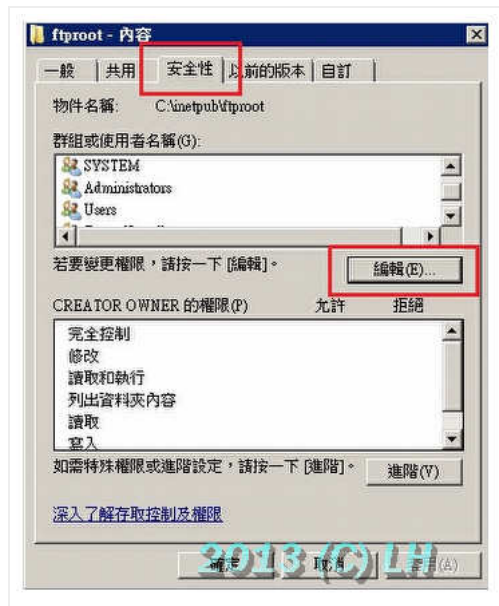 ftproot - 內容
一般 共用 安全性 以前的版本 自訂
物件名稱: C:\inetpub\ftproot
群組或使用者名稱(G):
SYSTEM
Administrators
Users
若要變更權限，請按一下 [編輯]。 編輯(E)...
CREATOR OWNER 的權限(P) 允許 拒絕
完全控制
修改
讀取和執行
列出資料夾內容
讀取
寫入
如需特殊權限或進階設定，請按一下 [進階]。 進階(V)
深入了解存取控制及權限
確定 取消 套用(A)
2013 (C) LH